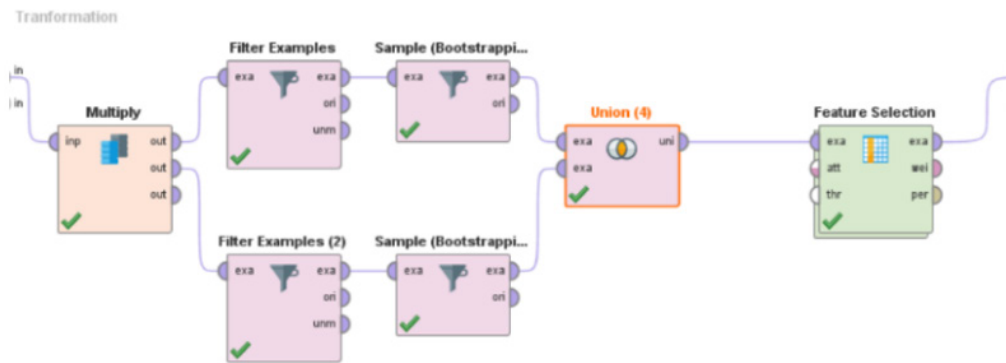 Tranformation
in
in
Multiply
inp
out
out
out
Filter Examples
exa
exa
ori
unm
Sample (Bootstrappi...
exa
exa
ori
Filter Examples (2)
exa
exa
ori
unm
Sample (Bootstrappi...
exa
exa
ori
Union (4)
exa
exa
uni
Feature Selection
exa
att
thr
exa
wei
per